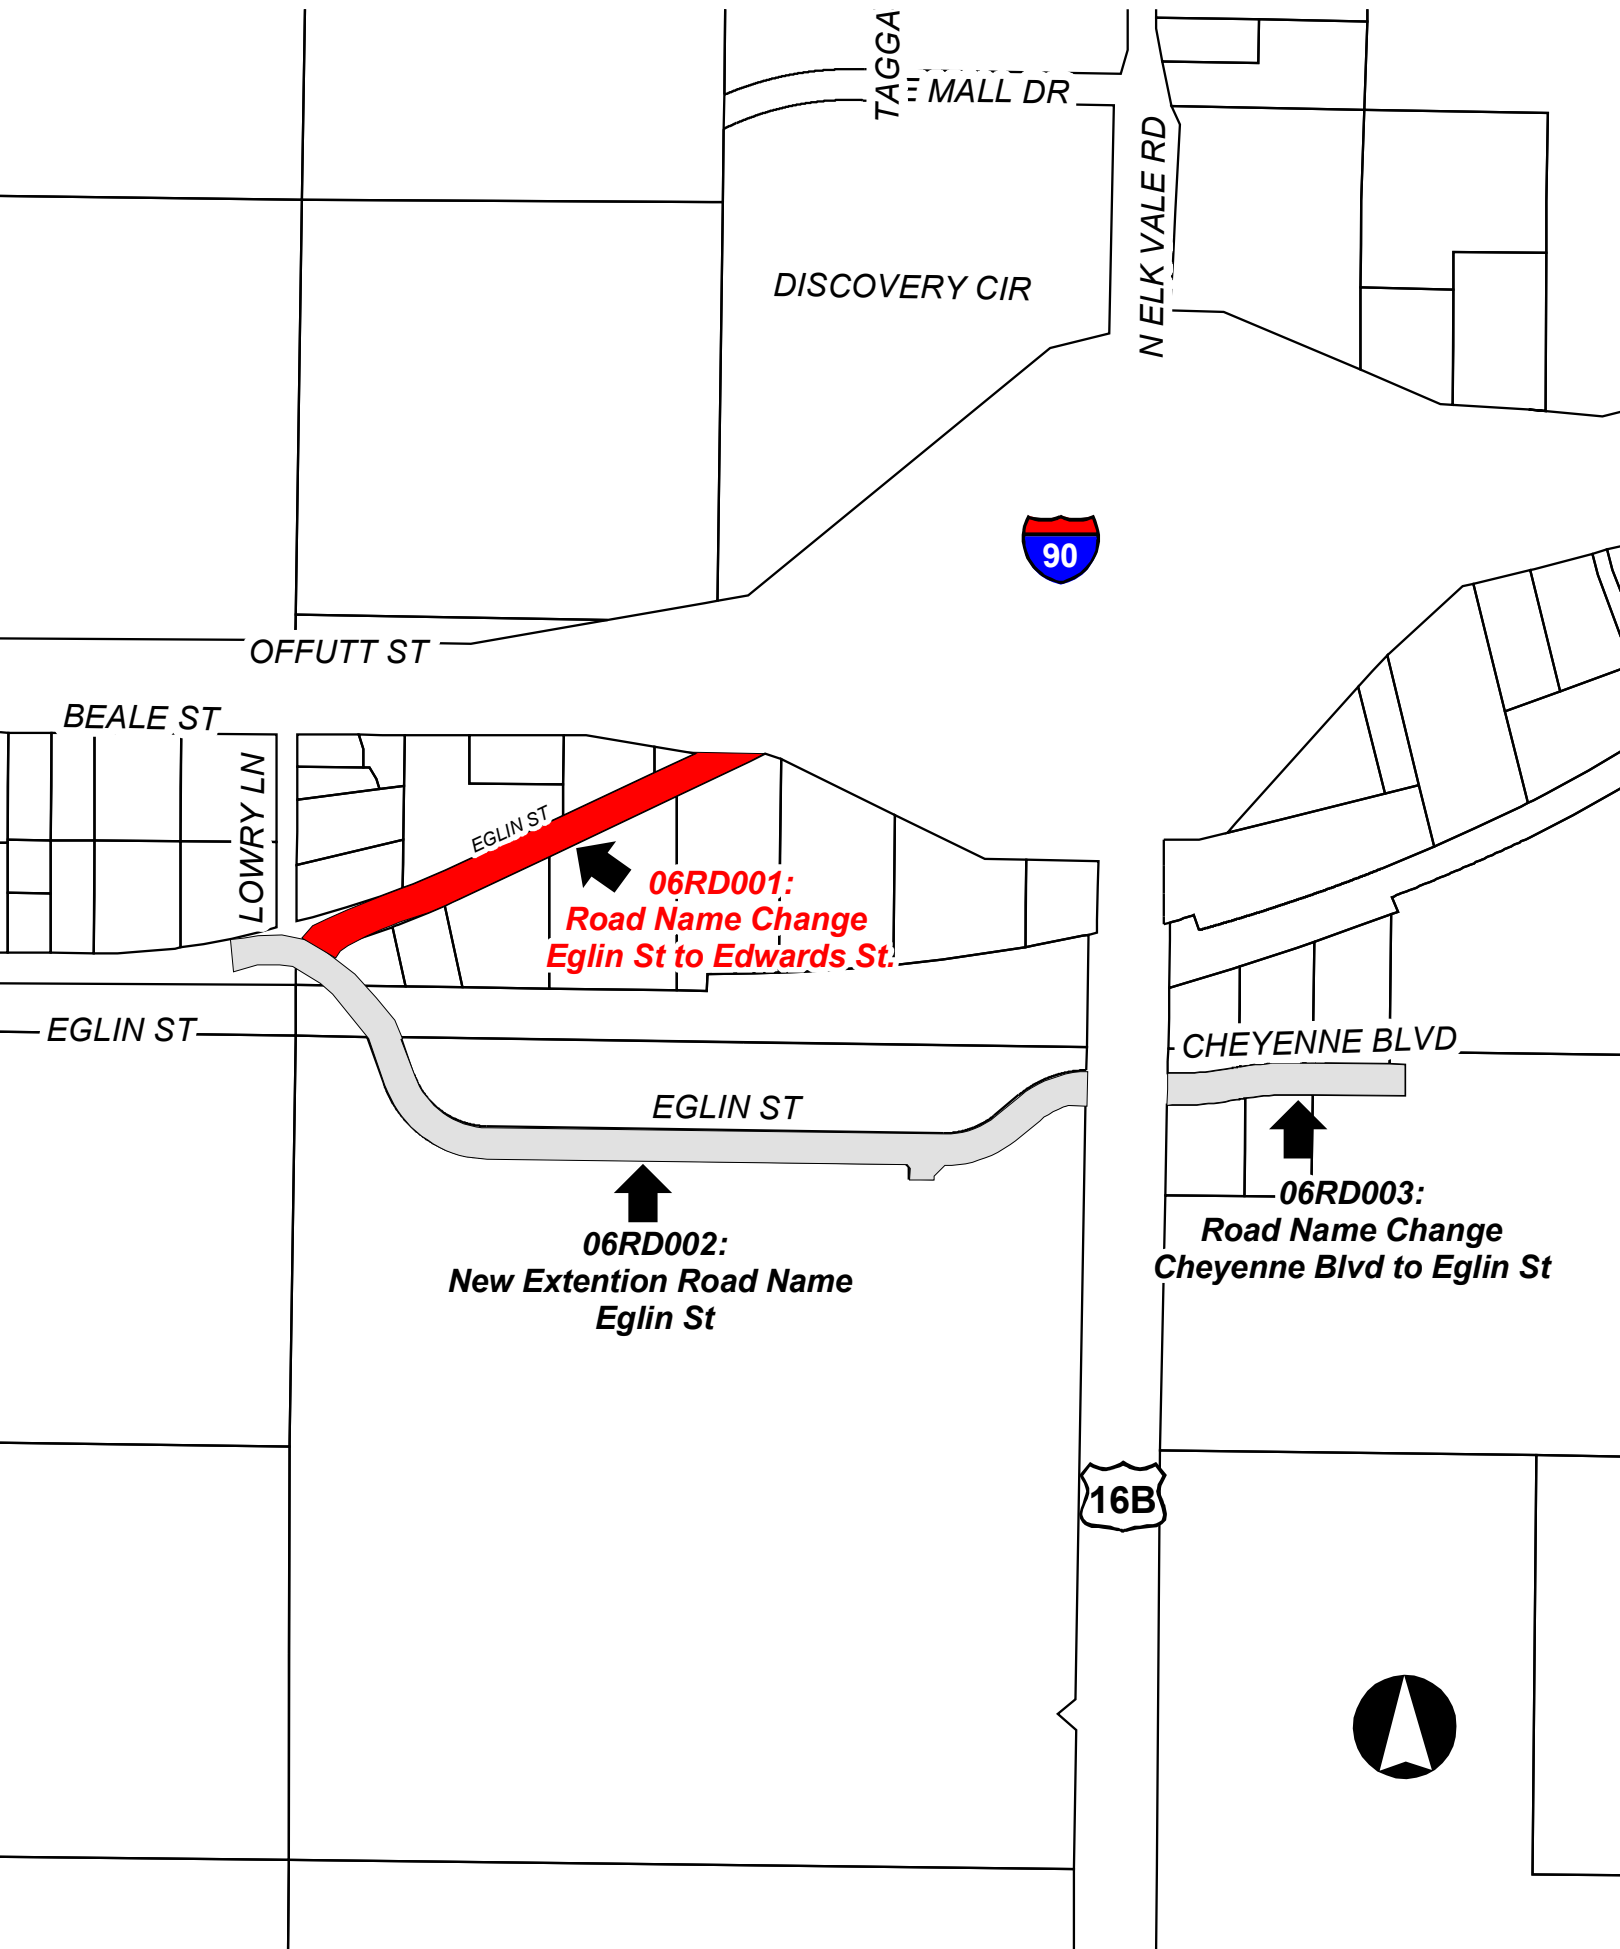 TAGGA
E MALL DR
N ELK VALE RD
DISCOVERY CIR
90
OFFUTT ST
BEALE ST
LOWRY LN
EGLIN ST
06RD001:
Road Name Change
Eglin St to Edwards St.
EGLIN ST
CHEYENNE BLVD
EGLIN ST
06RD002:
New Extention Road Name
Eglin St
06RD003:
Road Name Change
Cheyenne Blvd to Eglin St
16B